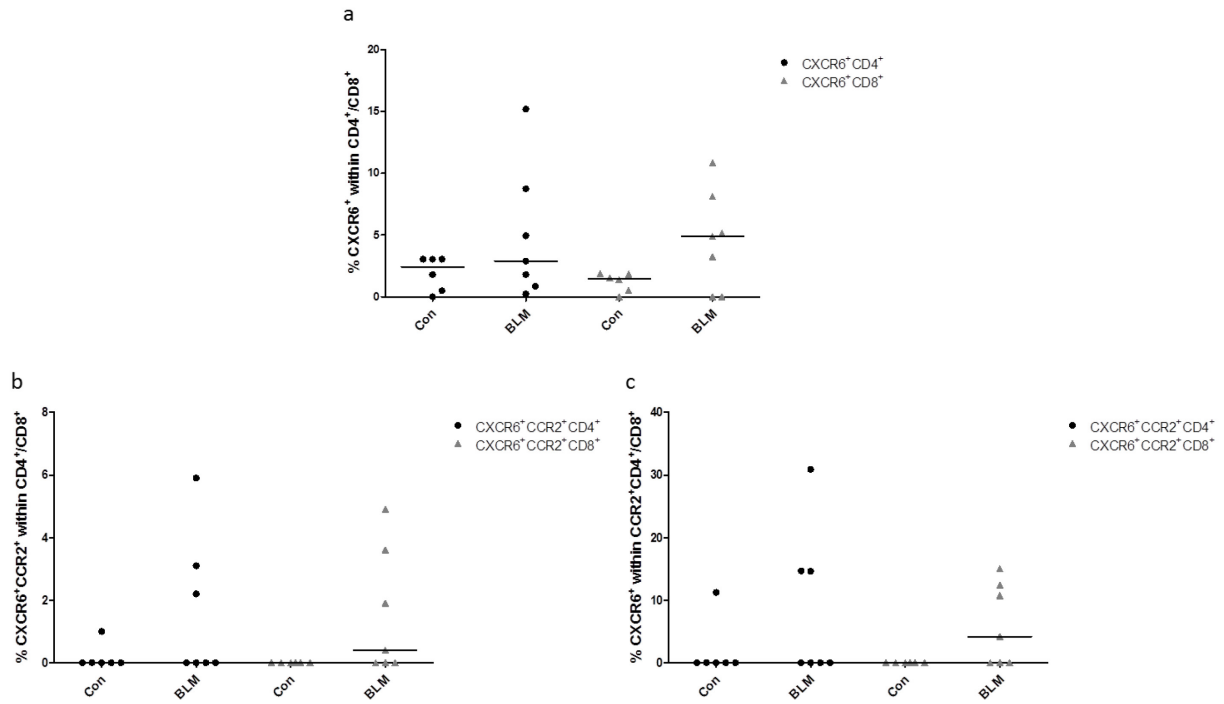 a
% CXCR6⁺ within CD4⁺/CD8⁺
20
15
10
5
0
Con
BLM
Con
BLM
CXCR6⁺CD4⁺
CXCR6⁺CD8⁺
b
% CXCR6⁺CCR2⁺ within CD4⁺/CD8⁺
8
6
4
2
0
Con
BLM
Con
BLM
CXCR6⁺CCR2⁺CD4⁺
CXCR6⁺CCR2⁺CD8⁺
c
% CXCR6⁺ within CCR2⁺CD4⁺/CD8⁺
40
30
20
10
0
Con
BLM
Con
BLM
CXCR6⁺CCR2⁺CD4⁺
CXCR6⁺CCR2⁺CD8⁺